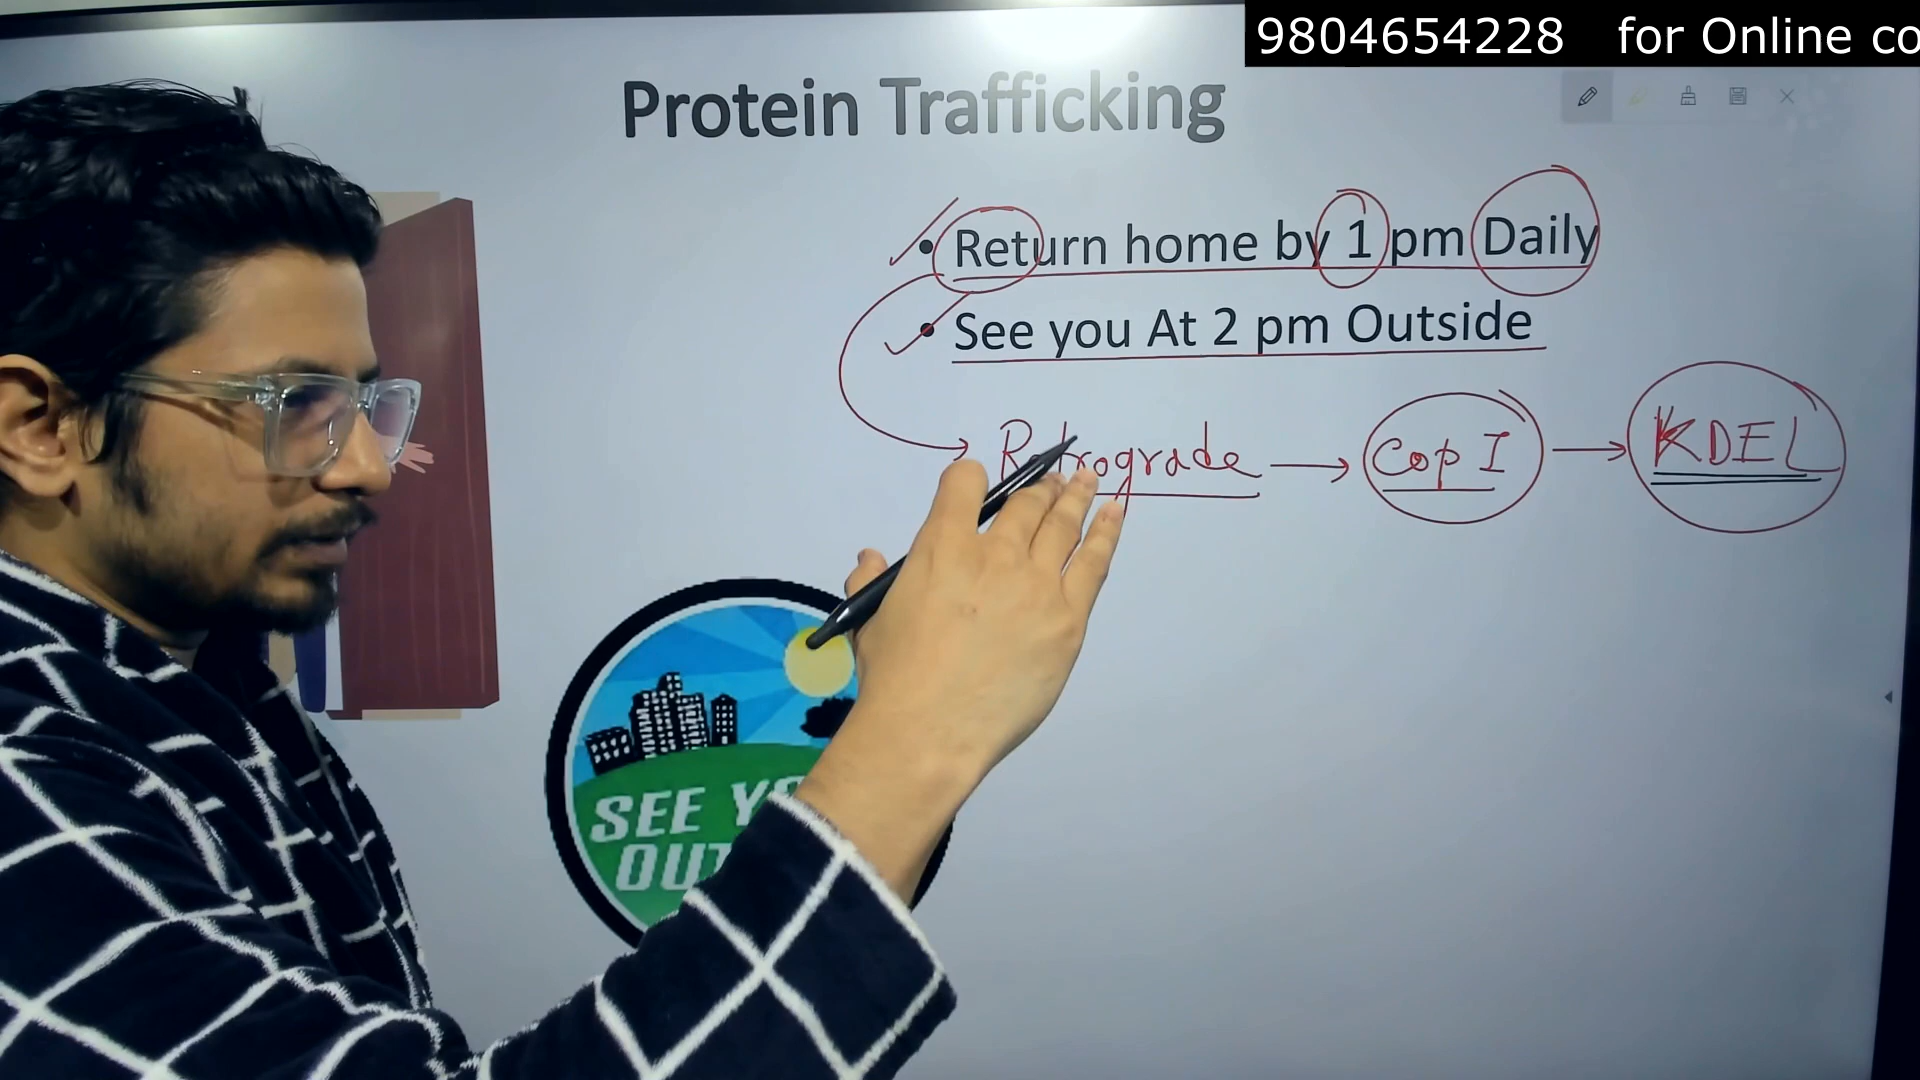 9804654228 for Online co
Protein Trafficking
• Return home by 1 pm Daily
• See you At 2 pm Outside
Retrograde → Cop I → KDEL
SEE
OUT